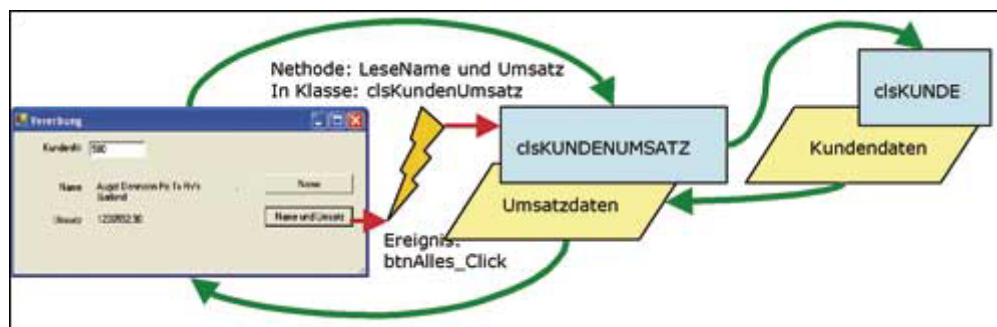 Nethode: LeseName und Umsatz
In Klasse: clsKundenUmsatz
clsKUNDE
Vererbung
KundenNr 580
clsKUNDENUMSATZ
Kundendaten
Name
Name
Umsatzdaten
Umsatz
Name und Umsatz
Ereignis:
btnAlles_Click